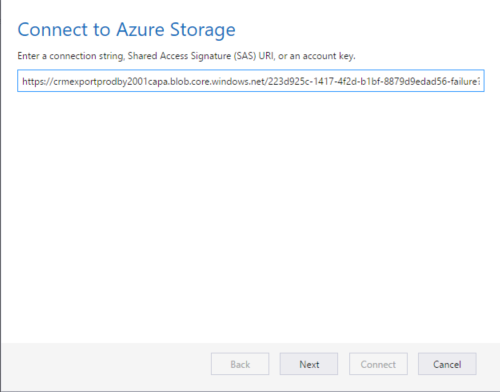 Connect to Azure Storage
Enter a connection string, Shared Access Signature (SAS) URI, or an account key.
https://crmexportprodby2001capa.blob.core.windows.net/223d925c-1417-4f2d-b1bf-8879d9edad56-failure?
Back Next Connect Cancel